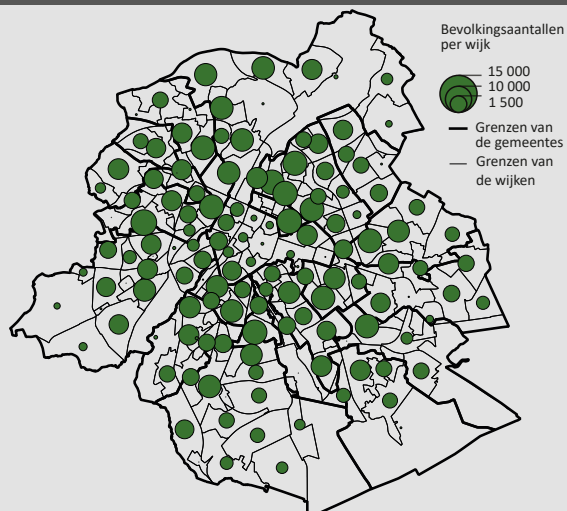 Bevolkingsaantallen
per wijk
15 000
10 000
1 500
Grenzen van
de gemeentes
Grenzen van
de wijken